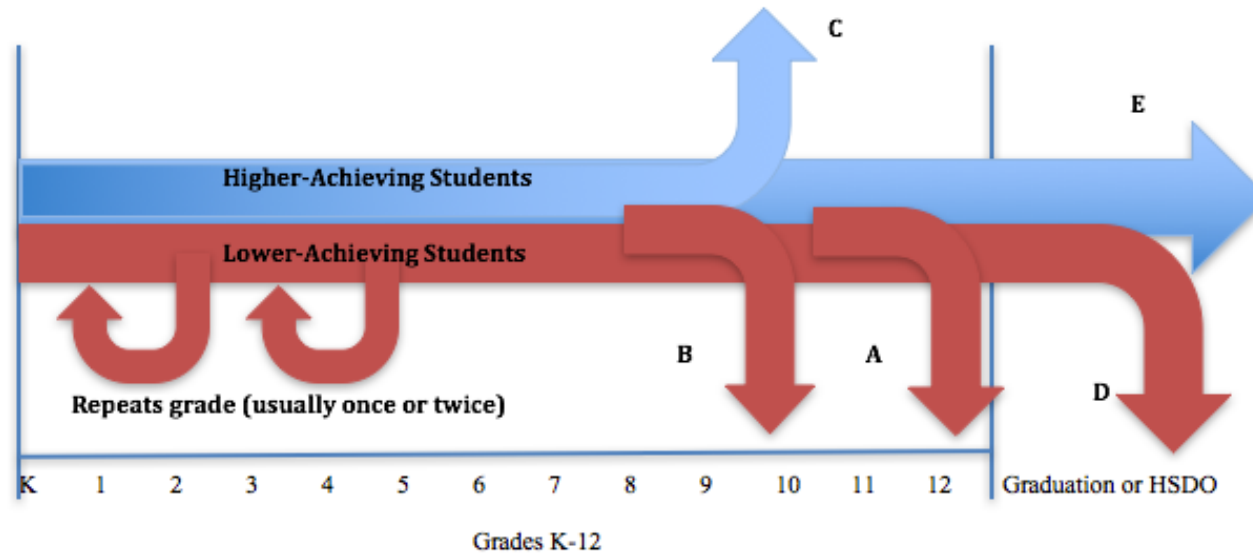 C
E
Higher-Achieving Students
Lower-Achieving Students
B
A
D
Repeats grade (usually once or twice)
K 1 2 3 4 5 6 7 8 9 10 11 12 Graduation or HSDO
Grades K-12